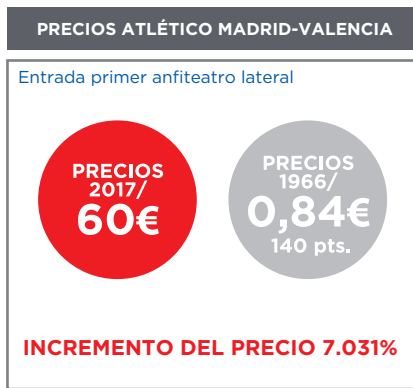 PRECIOS ATLÉTICO MADRID-VALENCIA
Entrada primer anfiteatro lateral
PRECIOS
2017/
60€
PRECIOS
1966/
0,84€
140 pts.
INCREMENTO DEL PRECIO 7.031%